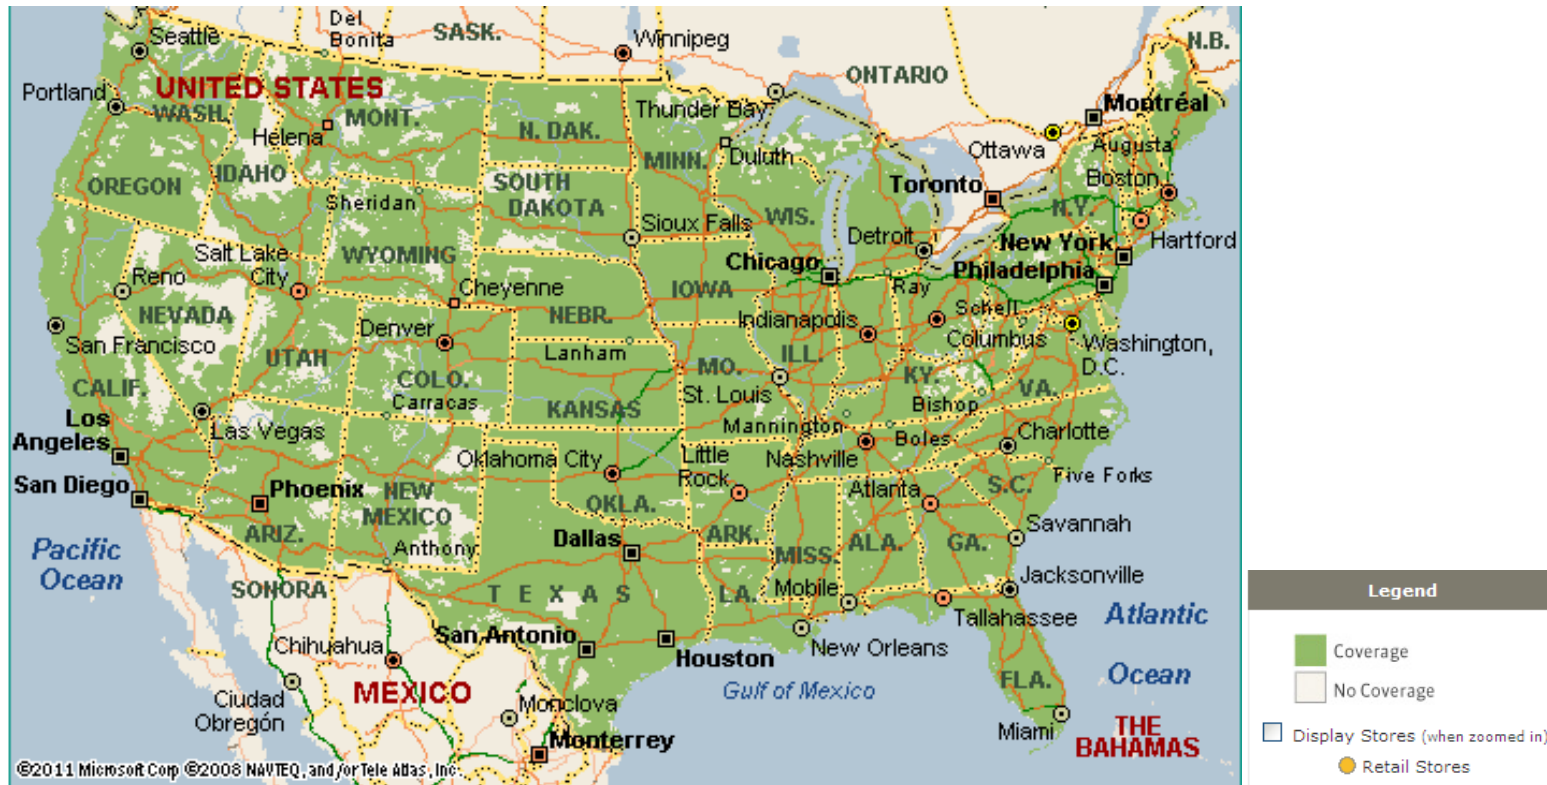 Del
Bonita
SASK.
Winnipeg
Seattle
N.B.
ONTARIO
UNITED STATES
Portland
WASH.
MONT.
Thunder Bay
Montréal
Helena
N. DAK.
MINN.
Duluth
Ottawa
Augusta
IDAHO
OREGON
SOUTH
DAKOTA
Toronto
Boston
Sheridan
WIS.
N.Y.
Sioux Falls
Detroit
New York
Hartford
Salt Lake
City
WYOMING
Chicago
Philadelphia
Reno
Cheyenne
IOWA
Ray
NEVADA
NEBR.
Indianapolis
Schell
Denver
Columbus
San Francisco
UTAH
Lanham
ILL.
Washington,
D.C.
MO.
KY.
COLO.
CALIF.
St. Louis
VA.
Carracas
KANSAS
Bishop
Los
Angeles
Las Vegas
Mannington
Boles
Charlotte
Oklahoma City
Little
Rock
Nashville
Five Forks
San Diego
Phoenix
NEW
MEXICO
Atlanta
S.C.
OKLA.
ARIZ.
Savannah
Pacific
Ocean
Anthony
Dallas
ARK.
MISS.
ALA.
GA.
SONORA
TEXAS
LA.
Mobile
Jacksonville
Tallahassee
Atlantic
Ocean
Chihuahua
San Antonio
Houston
New Orleans
MEXICO
Gulf of Mexico
FLA.
Ciudad
Obregón
Monclova
Miami
THE
BAHAMAS
Monterrey
©2011 Microsoft Corp ©2008 NAVTEQ, and/or Tele Atlas, Inc.
Legend
Coverage
No Coverage
Display Stores (when zoomed in)
Retail Stores